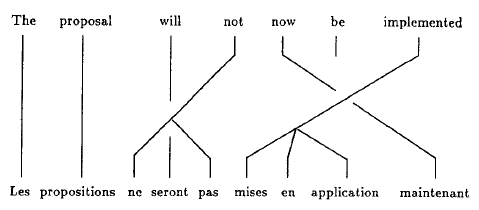 The proposal will not now be implemented
Les propositions ne seront pas mises en application maintenant